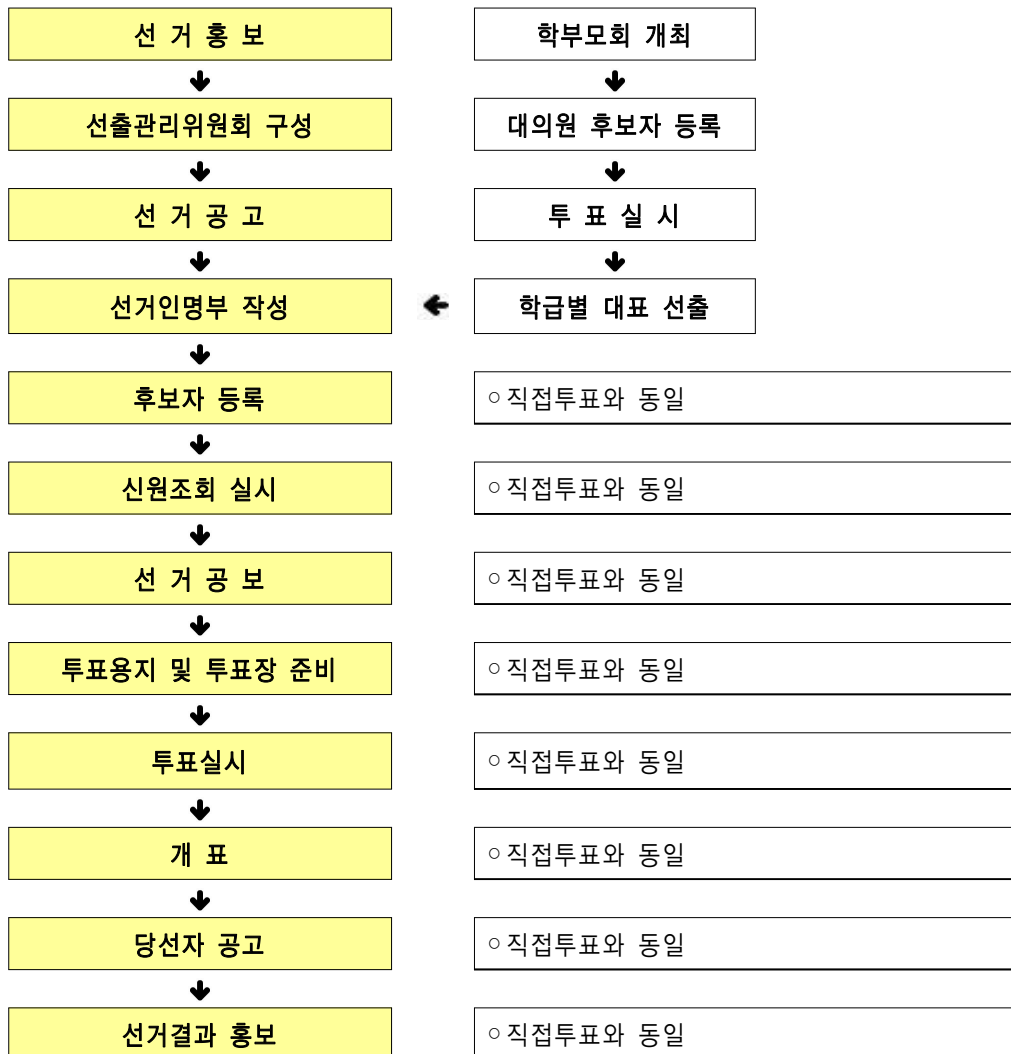 선 거 홍 보
학부모회 개최
선출관리위원회 구성
대의원 후보자 등록
선 거 공 고
투 표 실 시
선거인명부 작성
학급별 대표 선출
후보자 등록
○직접투표와 동일
신원조회 실시
○직접투표와 동일
선 거 공 보
○직접투표와 동일
투표용지 및 투표장 준비
○직접투표와 동일
투표실시
○직접투표와 동일
개 표
○직접투표와 동일
당선자 공고
○직접투표와 동일
선거결과 홍보
○직접투표와 동일